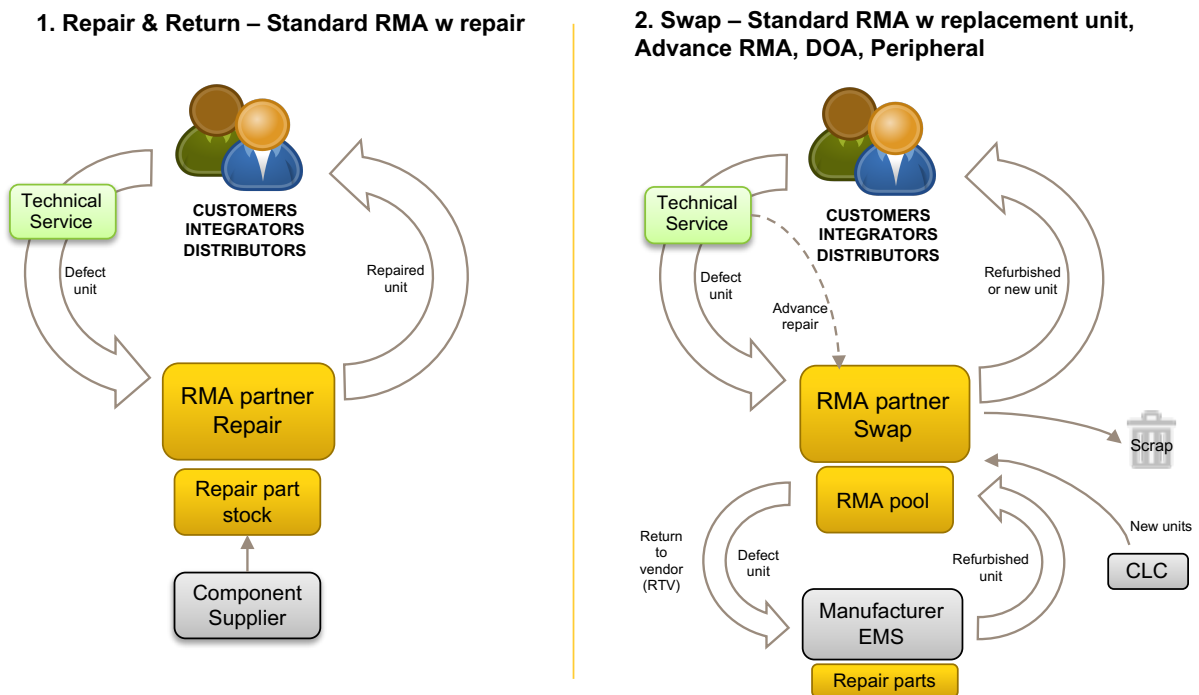 1. Repair & Return – Standard RMA w repair
CUSTOMERS
INTEGRATORS
DISTRIBUTORS
Technical
Service
Defect
unit
Repaired
unit
RMA partner
Repair
Repair part
stock
Component
Supplier
2. Swap – Standard RMA w replacement unit,
Advance RMA, DOA, Peripheral
CUSTOMERS
INTEGRATORS
DISTRIBUTORS
Technical
Service
Defect
unit
Advance
repair
Refurbished
or new unit
RMA partner
Swap
Scrap
RMA pool
Return
to
vendor
(RTV)
Defect
unit
Refurbished
unit
New units
CLC
Manufacturer
EMS
Repair parts